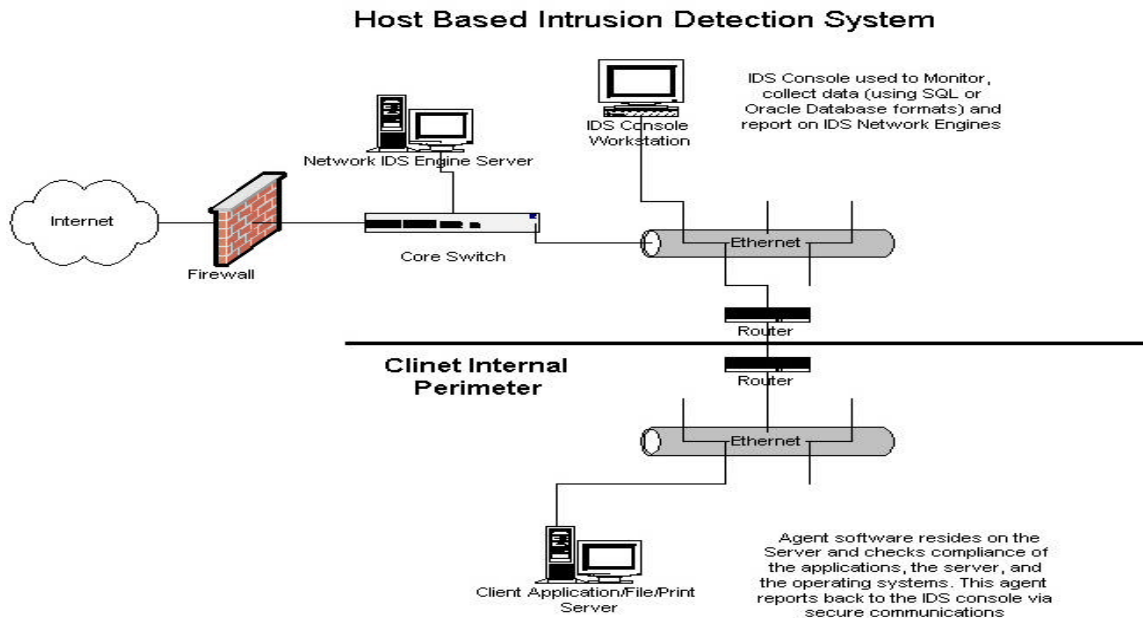 Host Based Intrusion Detection System
IDS Console used to Monitor,
collect data (using SQL or
Oracle Database formats) and
report on IDS Network Engines
IDS Console
Workstation
Network IDS Engine Server
Internet
Firewall
Core Switch
Ethernet
Router
Clinet Internal
Perimeter
Router
Ethernet
Client Application/File/Print
Server
Agent software resides on the
Server and checks compliance of
the applications, the server, and
the operating systems. This agent
reports back to the IDS console via
secure communications